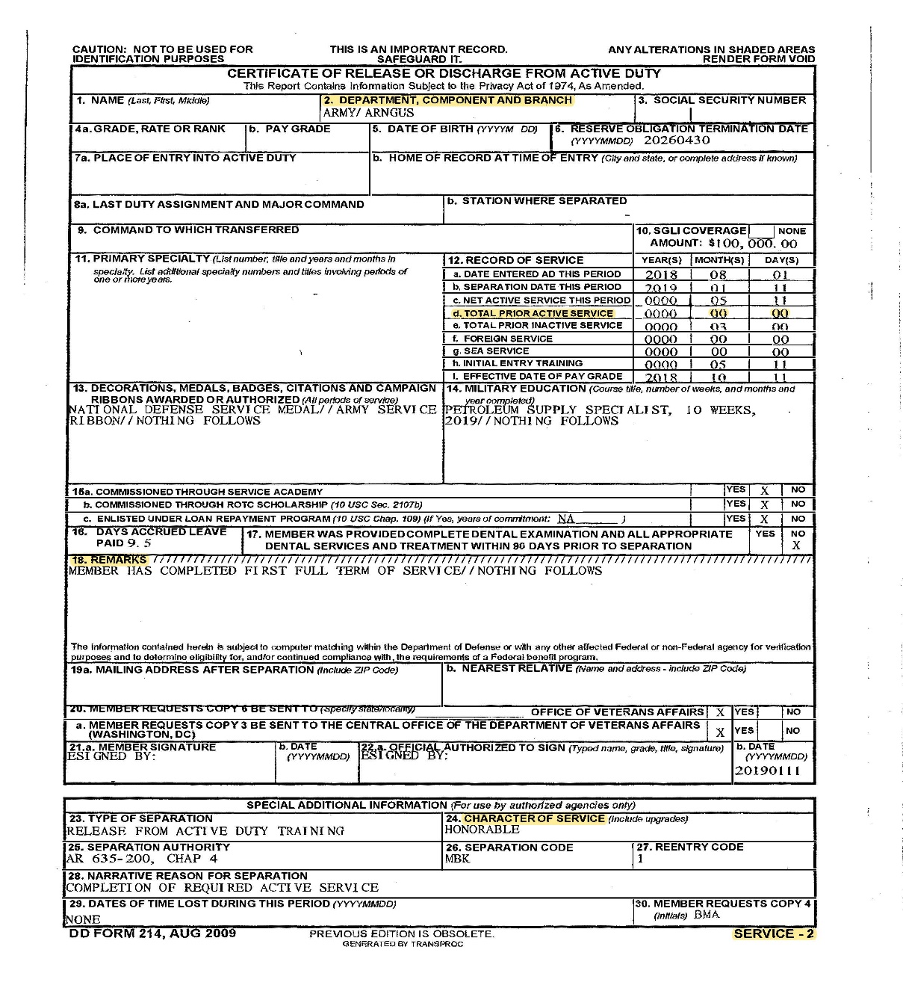 CAUTION: NOT TO BE USED FOR IDENTIFICATION PURPOSES
THIS IS AN IMPORTANT RECORD. SAFEGUARD IT.
ANY ALTERATIONS IN SHADED AREAS RENDER FORM VOID
CERTIFICATE OF RELEASE OR DISCHARGE FROM ACTIVE DUTY
This Report Contains Information Subject to the Privacy Act of 1974, As Amended.
1. NAME (Last, First, Middle)
2. DEPARTMENT, COMPONENT AND BRANCH
ARMY/ARNGUS
3. SOCIAL SECURITY NUMBER
4a. GRADE, RATE OR RANK
b. PAY GRADE
5. DATE OF BIRTH (YYYYM DD)
6. RESERVE OBLIGATION TERMINATION DATE
(YYYYMMDD) 20260430
7a. PLACE OF ENTRY INTO ACTIVE DUTY
b. HOME OF RECORD AT TIME OF ENTRY (City and state, or complete address if known)
8a. LAST DUTY ASSIGNMENT AND MAJOR COMMAND
b. STATION WHERE SEPARATED
9. COMMAND TO WHICH TRANSFERRED
10. SGLI COVERAGE NONE
AMOUNT: $100,000.00
11. PRIMARY SPECIALTY (List number, title and years and months in
specialty. List additional specialty numbers and titles involving periods of
one or more years.
12. RECORD OF SERVICE YEAR(S) MONTH(S) DAY(S)
a. DATE ENTERED AD THIS PERIOD 2018 08 01
b. SEPARATION DATE THIS PERIOD 2019 01 11
c. NET ACTIVE SERVICE THIS PERIOD 0000 05 11
d. TOTAL PRIOR ACTIVE SERVICE 0000 00 00
e. TOTAL PRIOR INACTIVE SERVICE 0000 03 00
f. FOREIGN SERVICE 0000 00 00
g. SEA SERVICE 0000 00 00
h. INITIAL ENTRY TRAINING 0000 05 11
i. EFFECTIVE DATE OF PAY GRADE 2018 10 11
13. DECORATIONS, MEDALS, BADGES, CITATIONS AND CAMPAIGN
RIBBONS AWARDED OR AUTHORIZED (All periods of service)
NATIONAL DEFENSE SERVICE MEDAL//ARMY SERVICE
RIBBON//NOTHING FOLLOWS
14. MILITARY EDUCATION (Course title, number of weeks, and months and
year completed)
PETROLEUM SUPPLY SPECIALIST, 10 WEEKS,
2019//NOTHING FOLLOWS
15a. COMMISSIONED THROUGH SERVICE ACADEMY YES X NO
b. COMMISSIONED THROUGH ROTC SCHOLARSHIP (10 USC Sec. 2107b) YES X NO
c. ENLISTED UNDER LOAN REPAYMENT PROGRAM (10 USC Chap. 109) (If Yes, years of commitment: NA ) YES X NO
16. DAYS ACCRUED LEAVE
PAID 9.5
17. MEMBER WAS PROVIDED COMPLETE DENTAL EXAMINATION AND ALL APPROPRIATE YES NO
DENTAL SERVICES AND TREATMENT WITHIN 90 DAYS PRIOR TO SEPARATION X
18. REMARKS
MEMBER HAS COMPLETED FIRST FULL TERM OF SERVICE//NOTHING FOLLOWS
The information contained herein is subject to computer matching within the Department of Defense or with any other affected Federal or non-Federal agency for verification
purposes and to determine eligibility for, and/or continued compliance with, the requirements of a Federal benefit program.
19a. MAILING ADDRESS AFTER SEPARATION (Include ZIP Code)
b. NEAREST RELATIVE (Name and address - include ZIP Code)
20. MEMBER REQUESTS COPY 6 BE SENT TO (Specify state/locality) OFFICE OF VETERANS AFFAIRS X YES NO
a. MEMBER REQUESTS COPY 3 BE SENT TO THE CENTRAL OFFICE OF THE DEPARTMENT OF VETERANS AFFAIRS
(WASHINGTON, DC) X YES NO
21.a. MEMBER SIGNATURE
ESIGNED BY:
b. DATE
(YYYYMMDD)
22.a. OFFICIAL AUTHORIZED TO SIGN (Typed name, grade, title, signature)
ESIGNED BY:
b. DATE
(YYYYMMDD)
20190111
SPECIAL ADDITIONAL INFORMATION (For use by authorized agencies only)
23. TYPE OF SEPARATION
RELEASE FROM ACTIVE DUTY TRAINING
24. CHARACTER OF SERVICE (Include upgrades)
HONORABLE
25. SEPARATION AUTHORITY
AR 635-200, CHAP 4
26. SEPARATION CODE
MBK
27. REENTRY CODE
1
28. NARRATIVE REASON FOR SEPARATION
COMPLETION OF REQUIRED ACTIVE SERVICE
29. DATES OF TIME LOST DURING THIS PERIOD (YYYYMMDD)
NONE
30. MEMBER REQUESTS COPY 4
(Initials) BMA
DD FORM 214, AUG 2009
PREVIOUS EDITION IS OBSOLETE.
GENERATED BY TRANSPROC
SERVICE - 2